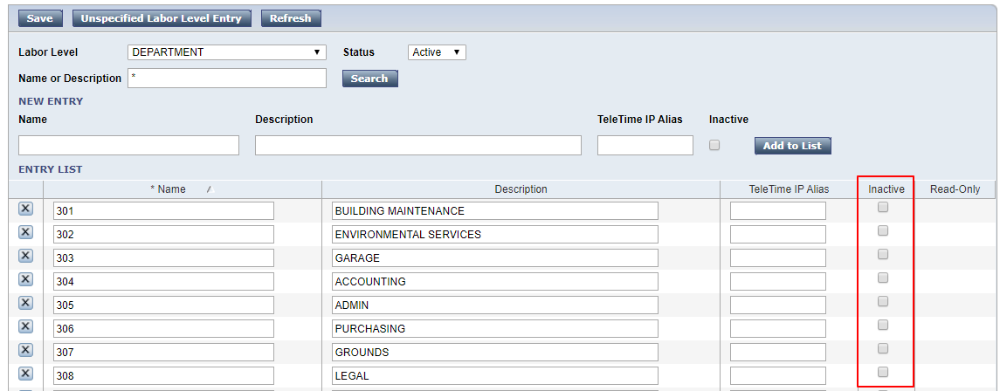 Save Unspecified Labor Level Entry Refresh
Labor Level DEPARTMENT Status Active
Name or Description * Search
NEW ENTRY
Name Description TeleTime IP Alias Inactive
Add to List
ENTRY LIST
* Name Description TeleTime IP Alias Inactive Read-Only
301 BUILDING MAINTENANCE
302 ENVIRONMENTAL SERVICES
303 GARAGE
304 ACCOUNTING
305 ADMIN
306 PURCHASING
307 GROUNDS
308 LEGAL